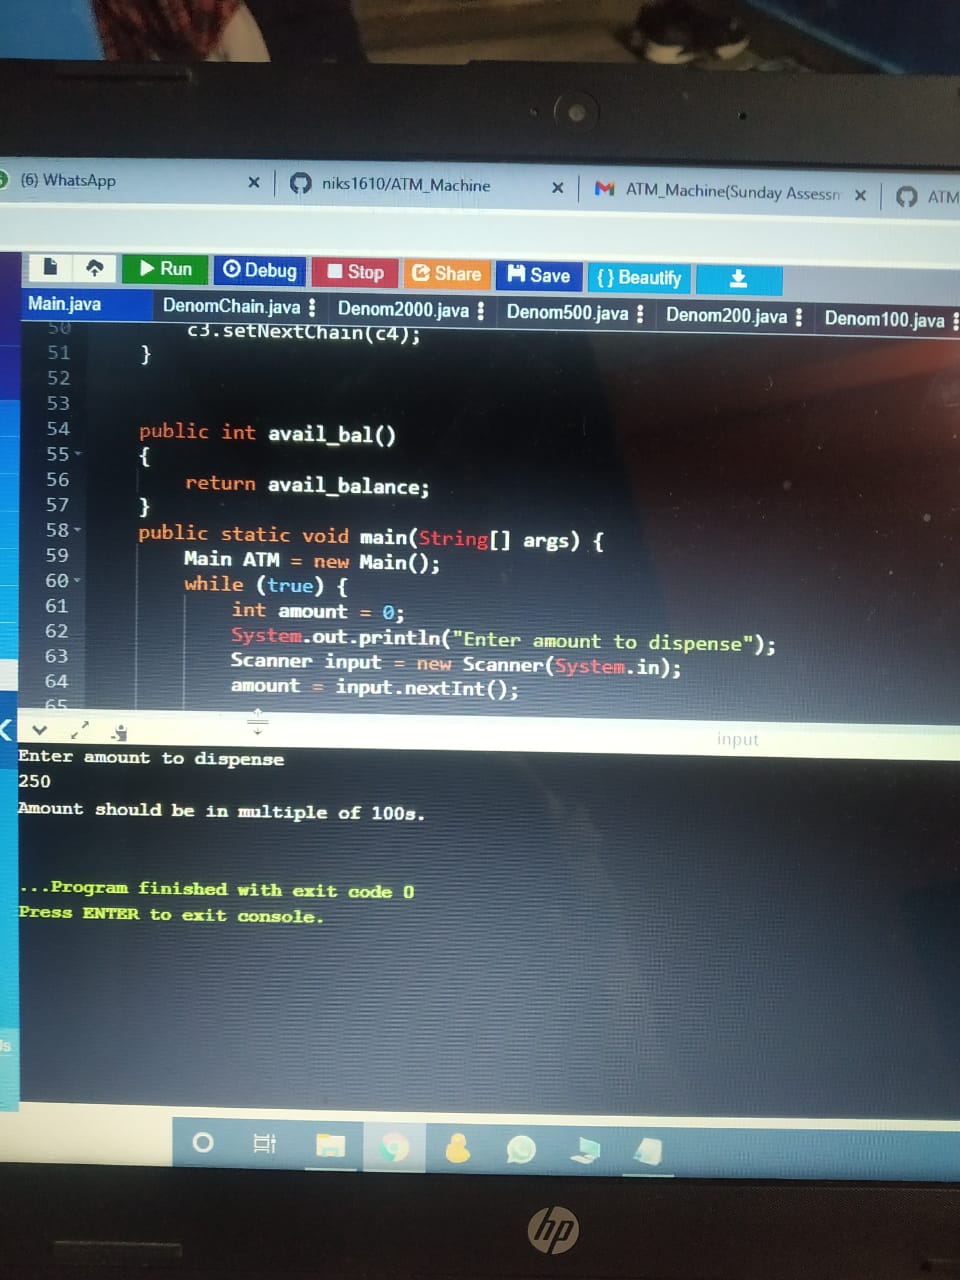 (6) WhatsApp
niks1610/ATM_Machine
ATM_Machine(Sunday Assessm
ATM
Run
Debug
Stop
Share
Save
{ } Beautify
Main.java
DenomChain.java
Denom2000.java
Denom500.java
Denom200.java
Denom100.java
50 c3.setNextChain(c4);
51 }
52
53
54 public int avail_bal()
55 {
56 return avail_balance;
57 }
58 public static void main(String[] args) {
59 Main ATM = new Main();
60 while (true) {
61 int amount = 0;
62 System.out.println("Enter amount to dispense");
63 Scanner input = new Scanner(System.in);
64 amount = input.nextInt();
65
input
Enter amount to dispense
250
Amount should be in multiple of 100s.
...Program finished with exit code 0
Press ENTER to exit console.
hp